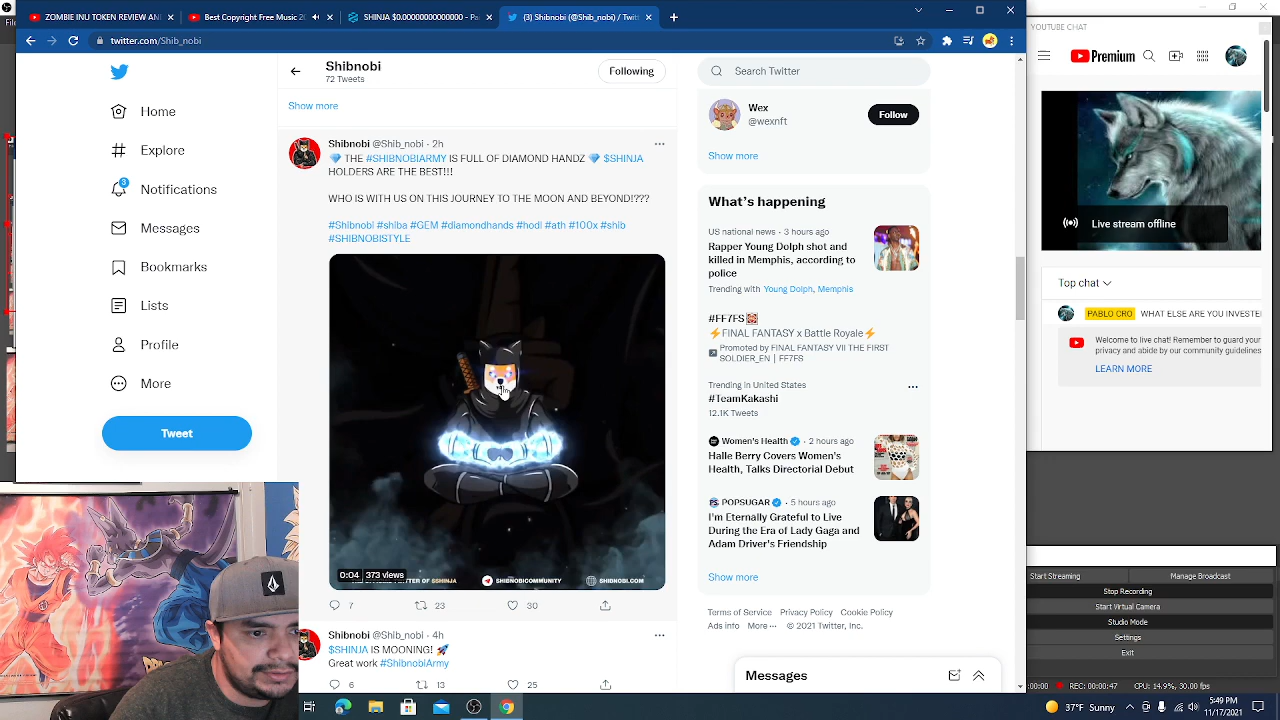 ZOMBIE INU TOKEN REVIEW AND
Best Copyright Free Music 20
SHINJA $0.0000000000000 - Pa
(3) Shibnobi (@Shib_nobi) / Twitt
twitter.com/Shib_nobi
Shibnobi
72 Tweets
Following
Search Twitter
Home
Explore
3
Notifications
Messages
Bookmarks
Lists
Profile
More
Tweet
Show more
Shibnobi @Shib_nobi · 2h
💎 THE #SHIBNOBIARMY IS FULL OF DIAMOND HANDZ 💎 $SHINJA
HOLDERS ARE THE BEST!!!
WHO IS WITH US ON THIS JOURNEY TO THE MOON AND BEYOND!???
#Shibnobi #shiba #GEM #diamondhands #hodl #ath #100x #shib
#SHIBNOBISTYLE
0:04 373 views
TER OF $SHINJA
SHIBNOBICOMMUNITY
SHIBNOBI.COM
7 23 30
Shibnobi @Shib_nobi · 4h
$SHINJA IS MOONING! 🚀
Great work #ShibnobiArmy
6 13 25
Wex
@wexnft
Follow
Show more
What's happening
US national news · 3 hours ago
Rapper Young Dolph shot and
killed in Memphis, according to
police
Trending with Young Dolph, Memphis
#FF7FS
⚡FINAL FANTASY x Battle Royale⚡
Promoted by FINAL FANTASY VII THE FIRST
SOLDIER_EN | FF7FS
Trending in United States
#TeamKakashi
12.1K Tweets
Women's Health · 2 hours ago
Halle Berry Covers Women's
Health, Talks Directorial Debut
POPSUGAR · 5 hours ago
I'm Eternally Grateful to Live
During the Era of Lady Gaga and
Adam Driver's Friendship
Show more
Terms of Service Privacy Policy Cookie Policy
Ads info More ··· © 2021 Twitter, Inc.
Messages
YOUTUBE CHAT
Premium
Live stream offline
Top chat
PABLO CRO WHAT ELSE ARE YOU INVESTE
Welcome to live chat! Remember to guard your
privacy and abide by our community guidelines
LEARN MORE
Start Streaming Manage Broadcast
Stop Recording
Start Virtual Camera
Studio Mode
Settings
Exit
00:00 REC: 00:00:47 CPU: 14.9%, 30.00 fps
5:49 PM
11/17/2021